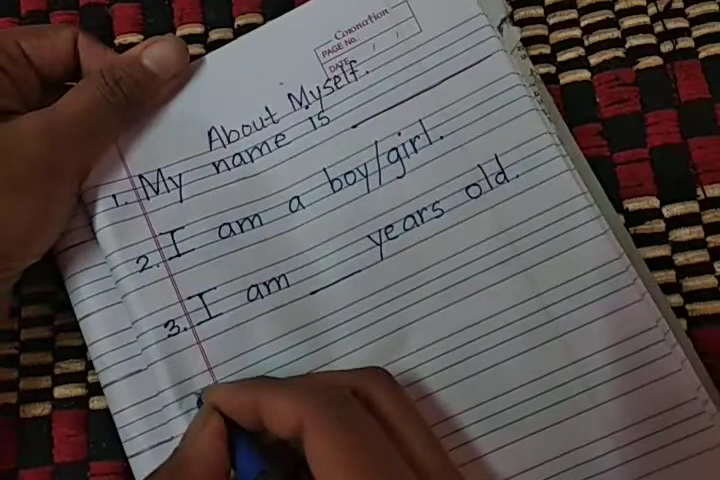 Coronation
PAGE No.:
DATE
About Myself.
1. My name is ________
2. I am a boy/girl.
3. I am ___ years old.